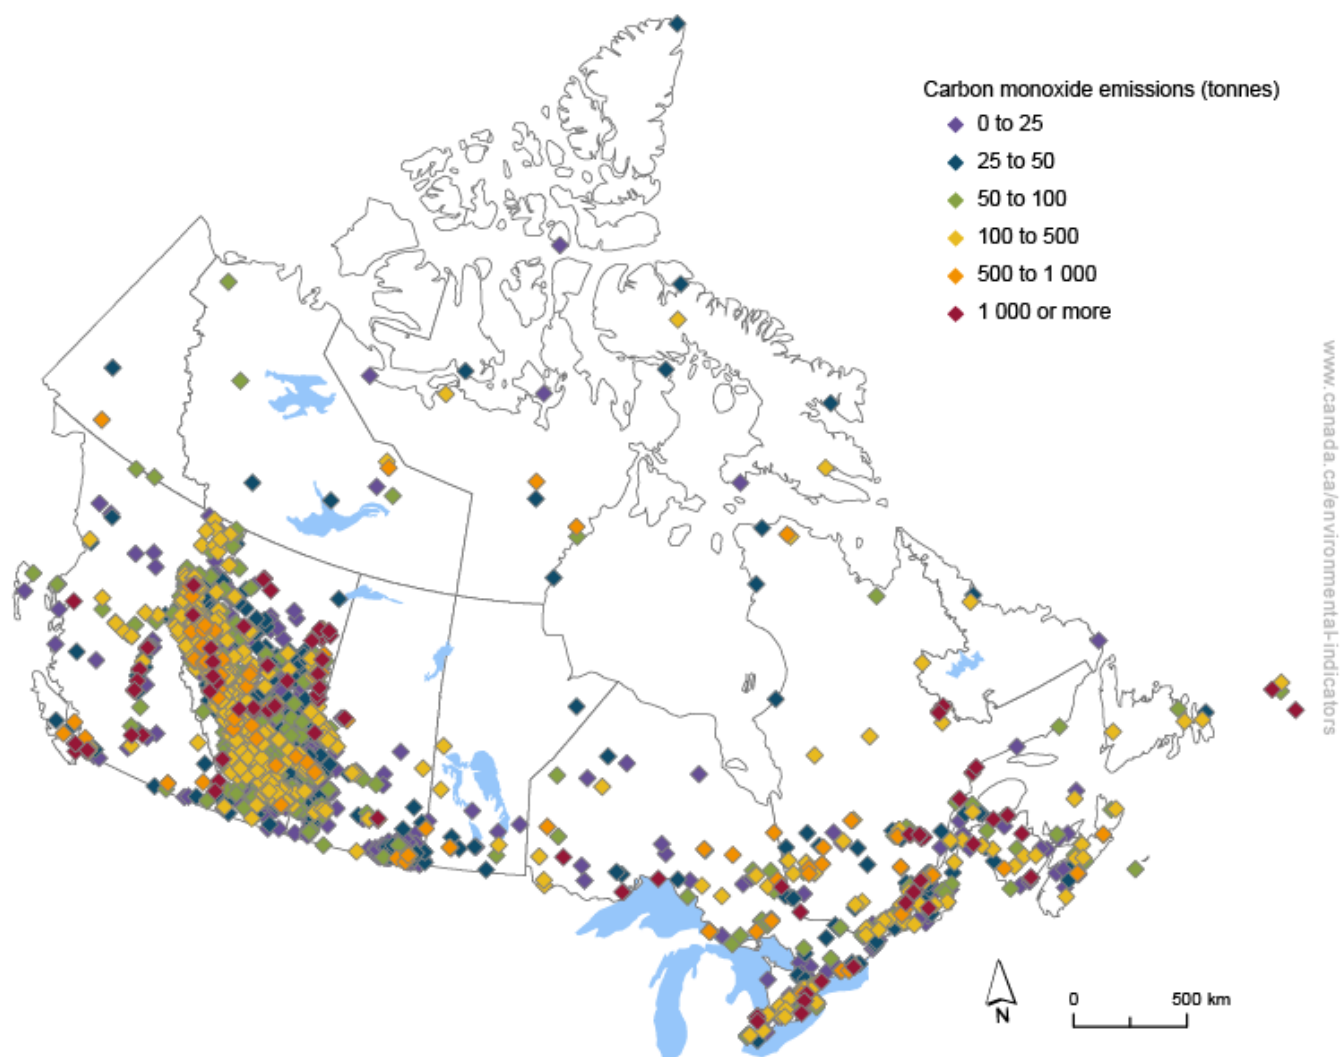 Carbon monoxide emissions (tonnes)
0 to 25
25 to 50
50 to 100
100 to 500
500 to 1 000
1 000 or more
www.canada.ca/environmental-indicators
N
0 500 km